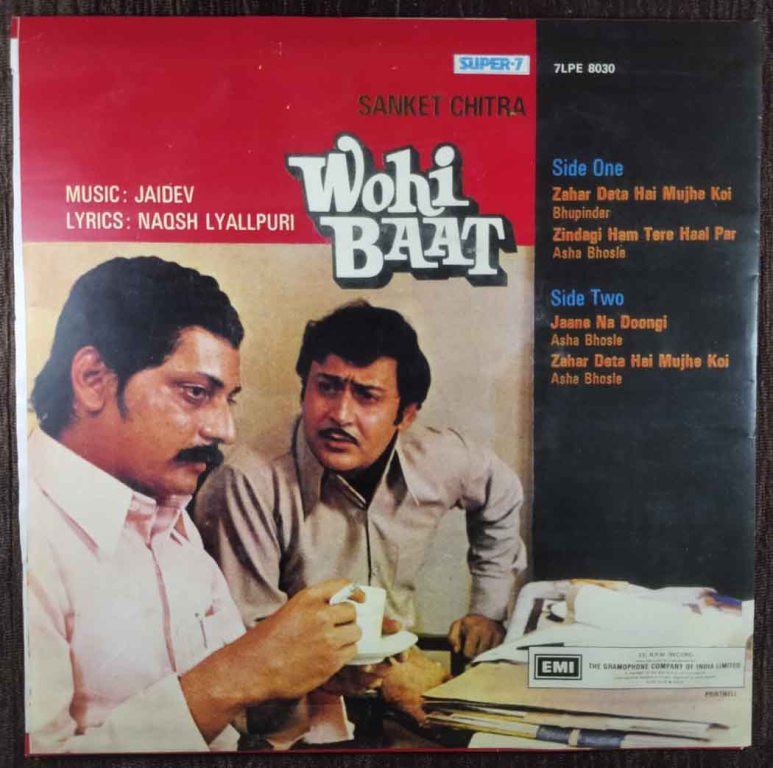 SUPER-7
7LPE 8030
SANKET CHITRA
Wohi
BAAT
MUSIC: JAIDEV
LYRICS: NAQSH LYALLPURI
Side One
Zahar Deta Hai Mujhe Koi
Bhupinder
Zindagi Ham Tere Haal Par
Asha Bhosle
Side Two
Jaane Na Doongi
Asha Bhosle
Zahar Deta Hai Mujhe Koi
Asha Bhosle
EMI
THE GRAMOPHONE COMPANY OF INDIA LIMITED